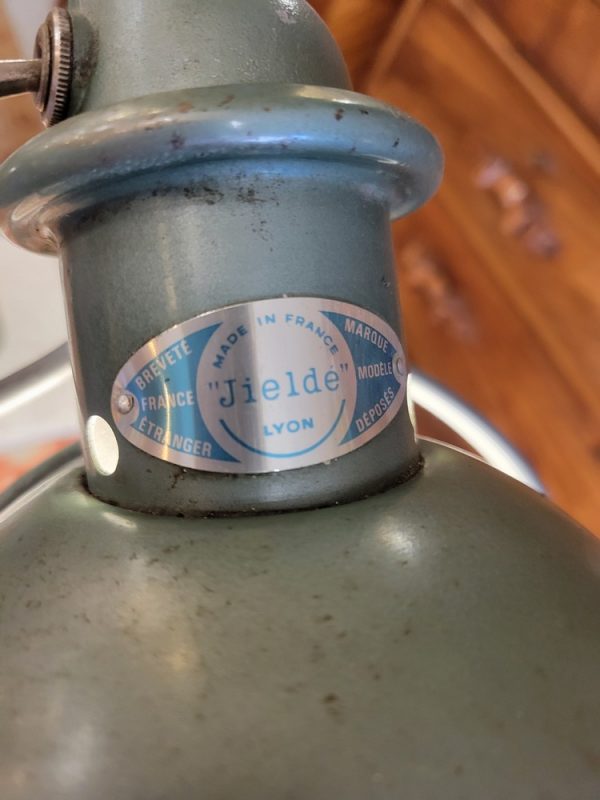 MADE IN FRANCE
"Jieldé"
LYON
BREVETÉ
FRANCE
ÉTRANGER
MARQUE
MODÈLE
DÉPOSÉS